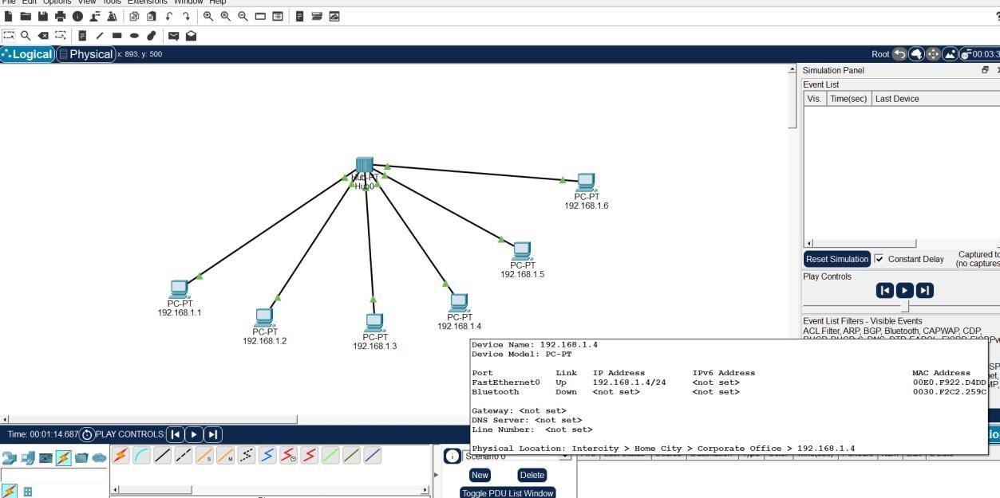 File Edit Options View Tools Extensions Window Help
Logical
Physical
x: 893, y: 500
Root
00:03:3
Simulation Panel
Event List
Vis. Time(sec) Last Device
Hub-PT
Hub0
PC-PT
192.168.1.6
PC-PT
192.168.1.5
PC-PT
192.168.1.1
PC-PT
192.168.1.4
PC-PT
192.168.1.2
PC-PT
192.168.1.3
Reset Simulation
Constant Delay
Captured to
(no captures
Play Controls
Event List Filters - Visible Events
ACL Filter, ARP, BGP, Bluetooth, CAPWAP, CDP,
Device Name: 192.168.1.4
Device Model: PC-PT
Port Link IP Address IPv6 Address MAC Address
FastEthernet0 Up 192.168.1.4/24 <not set> 00E0.F922.D4DD
Bluetooth Down <not set> <not set> 0030.F2C2.259C
Gateway: <not set>
DNS Server: <not set>
Line Number: <not set>
Physical Location: Intercity > Home City > Corporate Office > 192.168.1.4
Time: 00:01:14.687
PLAY CONTROLS:
Scenario 0
New
Delete
Toggle PDU List Window